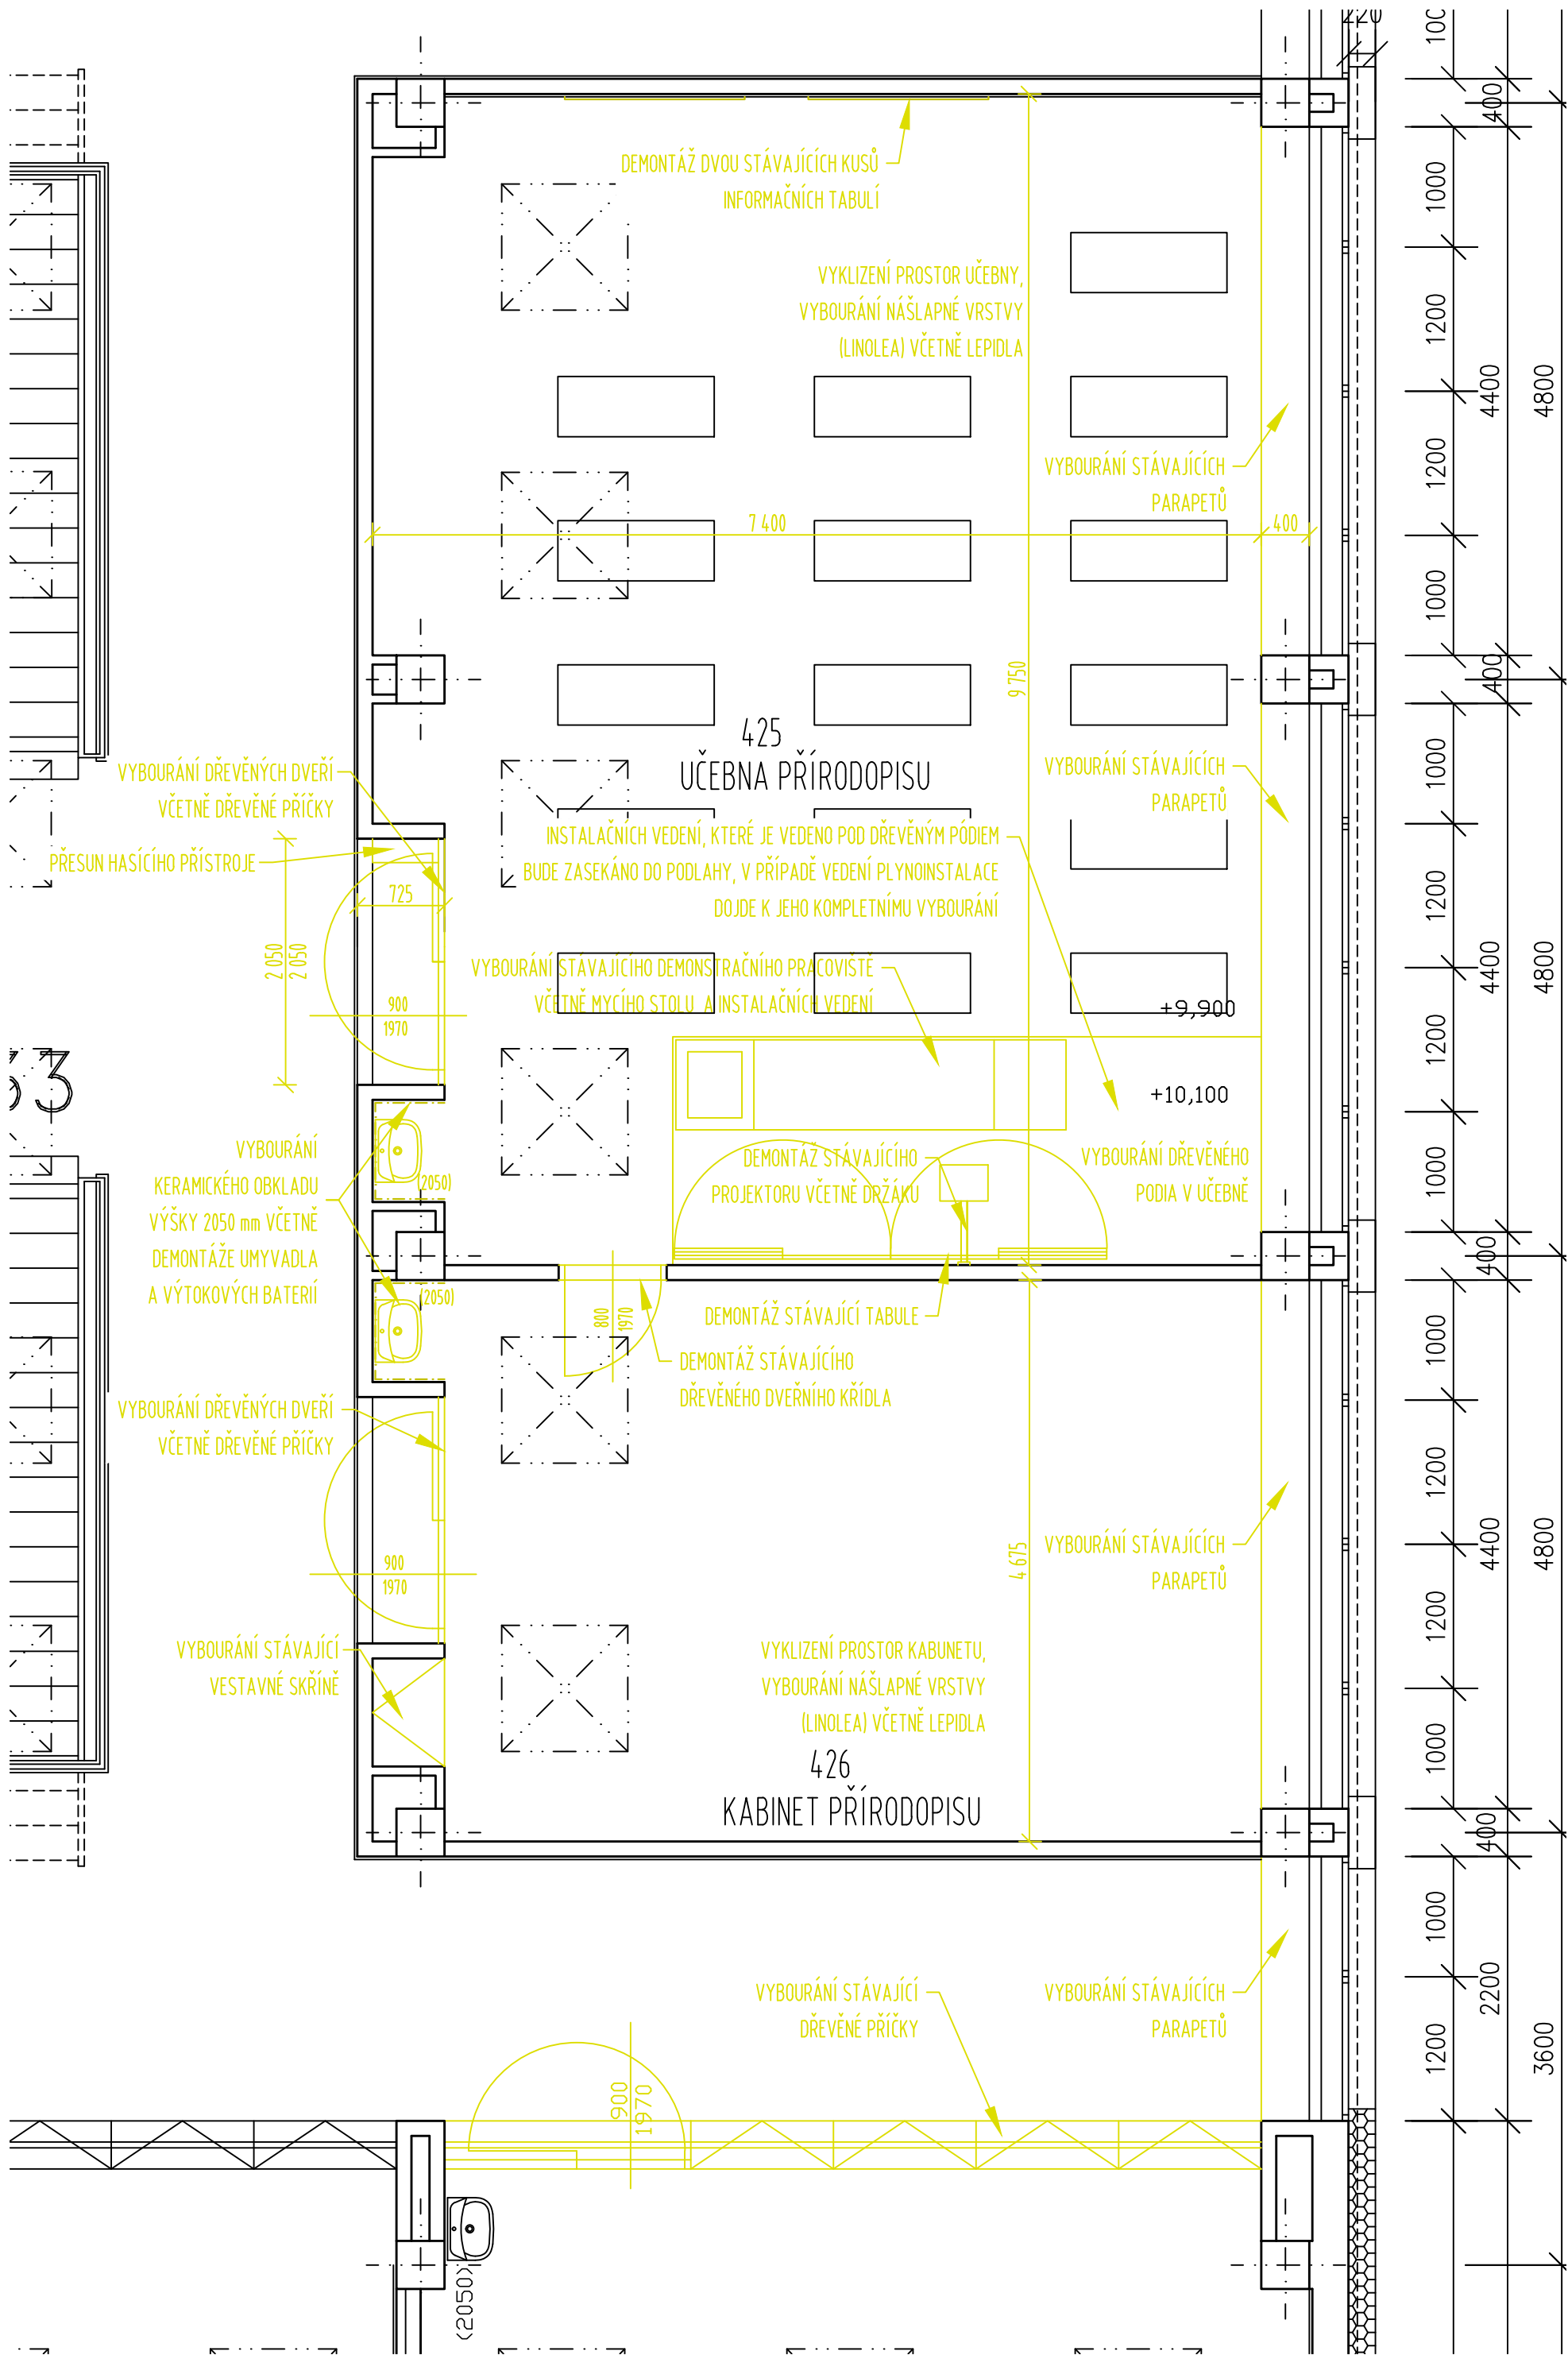 DEMONTÁŽ DVOU STÁVAJÍCÍCH KUSŮ
INFORMAČNÍCH TABULÍ
VYKLIZENÍ PROSTOR UČEBNY,
VYBOURÁNÍ NÁŠLAPNÉ VRSTVY
(LINOLEA) VČETNĚ LEPIDLA
VYBOURÁNÍ STÁVAJÍCÍCH
PARAPETŮ
7 400
400
9 750
425
UČEBNA PŘÍRODOPISU
VYBOURÁNÍ STÁVAJÍCÍCH
PARAPETŮ
VYBOURÁNÍ DŘEVĚNÝCH DVEŘÍ
VČETNĚ DŘEVĚNÉ PŘÍČKY
PŘESUN HASÍCÍHO PŘÍSTROJE
INSTALAČNÍCH VEDENÍ, KTERÉ JE VEDENO POD DŘEVĚNÝM PÓDIEM
BUDE ZASEKÁNO DO PODLAHY, V PŘÍPADĚ VEDENÍ PLYNOINSTALACE
DOJDE K JEHO KOMPLETNÍMU VYBOURÁNÍ
725
2 050
2 050
900
1970
VYBOURÁNÍ STÁVAJÍCÍHO DEMONSTRAČNÍHO PRACOVIŠTĚ
VČETNĚ MYCÍHO STOLU A INSTALAČNÍCH VEDENÍ
+9,900
+10,100
VYBOURÁNÍ
KERAMICKÉHO OBKLADU
VÝŠKY 2050 mm VČETNĚ
DEMONTÁŽE UMYVADLA
A VÝTOKOVÝCH BATERIÍ
(2050)
(2050)
DEMONTÁŽ STÁVAJÍCÍHO
PROJEKTORU VČETNĚ DRŽÁKU
VYBOURÁNÍ DŘEVĚNÉHO
PODIA V UČEBNĚ
800
1970
DEMONTÁŽ STÁVAJÍCÍ TABULE
DEMONTÁŽ STÁVAJÍCÍHO
DŘEVĚNÉHO DVEŘNÍHO KŘÍDLA
VYBOURÁNÍ DŘEVĚNÝCH DVEŘÍ
VČETNĚ DŘEVĚNÉ PŘÍČKY
900
1970
4 675
VYBOURÁNÍ STÁVAJÍCÍCH
PARAPETŮ
VYBOURÁNÍ STÁVAJÍCÍ
VESTAVNÉ SKŘÍNĚ
VYKLIZENÍ PROSTOR KABUNETU,
VYBOURÁNÍ NÁŠLAPNÉ VRSTVY
(LINOLEA) VČETNĚ LEPIDLA
426
KABINET PŘÍRODOPISU
VYBOURÁNÍ STÁVAJÍCÍ
DŘEVĚNÉ PŘÍČKY
VYBOURÁNÍ STÁVAJÍCÍCH
PARAPETŮ
900
1970
(2050)
220
400
1000
1200
1200
1000
4400
4800
400
1000
1200
1200
1000
4400
4800
400
1000
1200
1200
1000
4400
4800
400
1000
1200
2200
3600